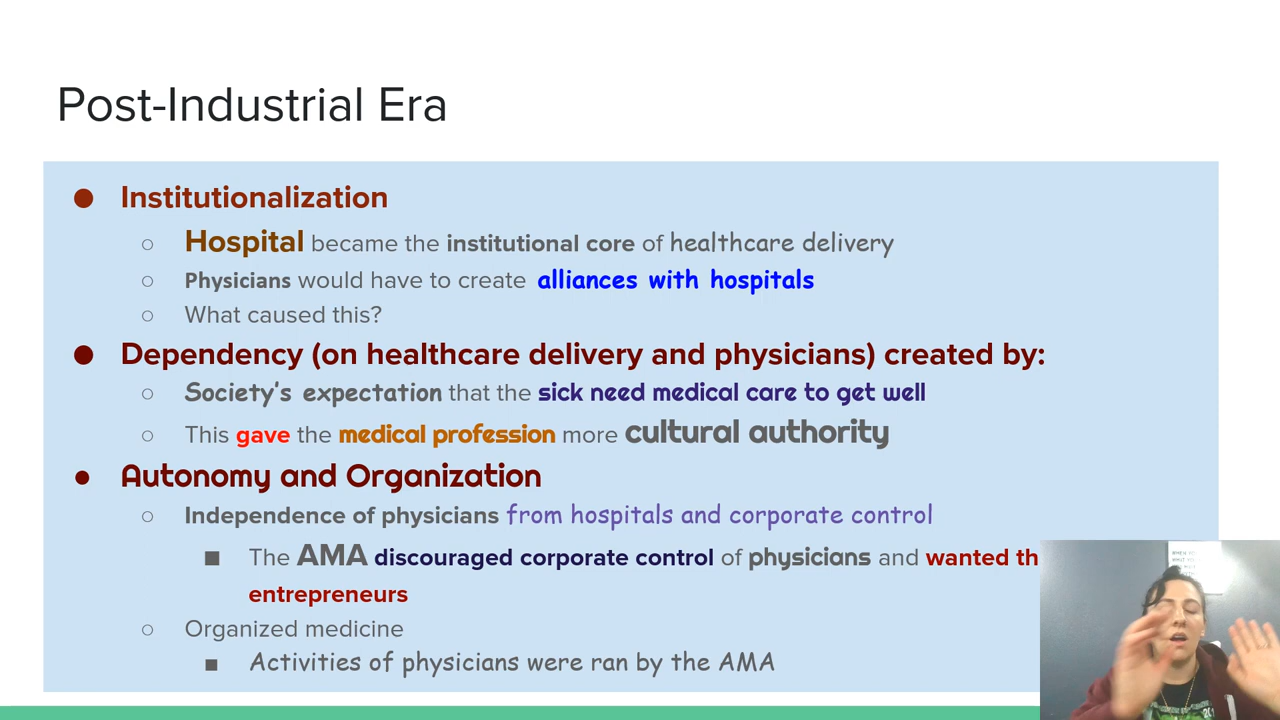 Post-Industrial Era
● Institutionalization
○ Hospital became the institutional core of healthcare delivery
○ Physicians would have to create alliances with hospitals
○ What caused this?
● Dependency (on healthcare delivery and physicians) created by:
○ Society's expectation that the sick need medical care to get well
○ This gave the medical profession more cultural authority
● Autonomy and Organization
○ Independence of physicians from hospitals and corporate control
■ The AMA discouraged corporate control of physicians and wanted th
entrepreneurs
○ Organized medicine
■ Activities of physicians were ran by the AMA